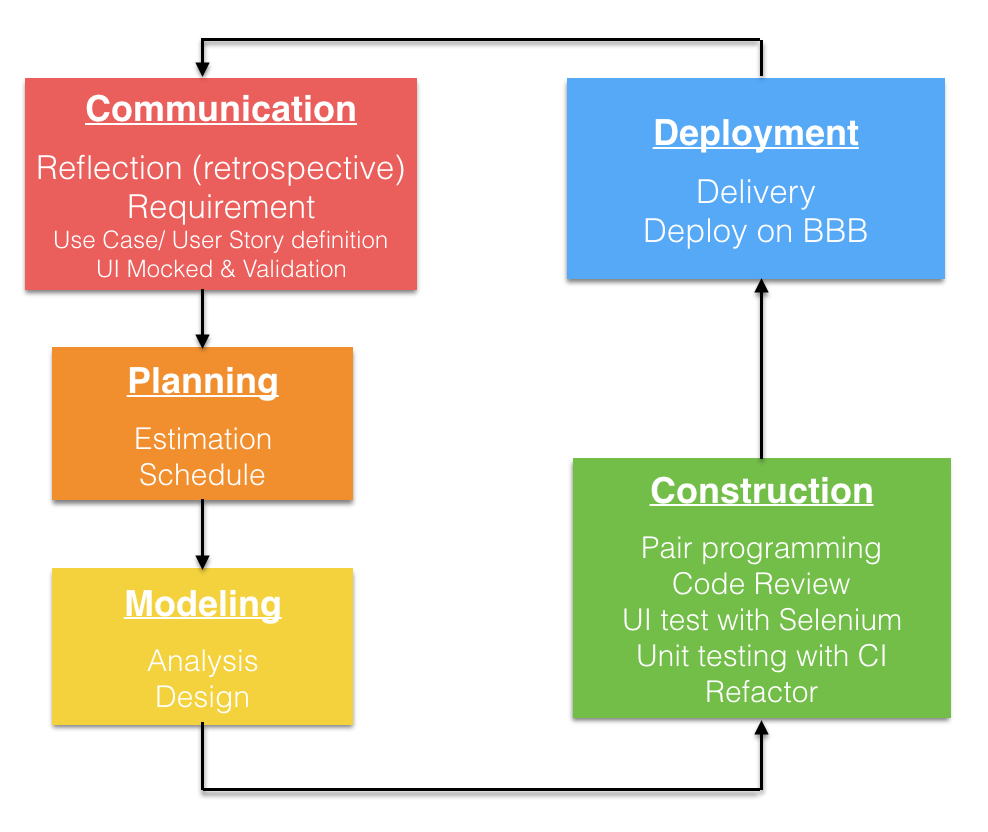 Communication
Reflection (retrospective)
Requirement
Use Case/ User Story definition
UI Mocked & Validation
Planning
Estimation
Schedule
Modeling
Analysis
Design
Construction
Pair programming
Code Review
UI test with Selenium
Unit testing with CI
Refactor
Deployment
Delivery
Deploy on BBB